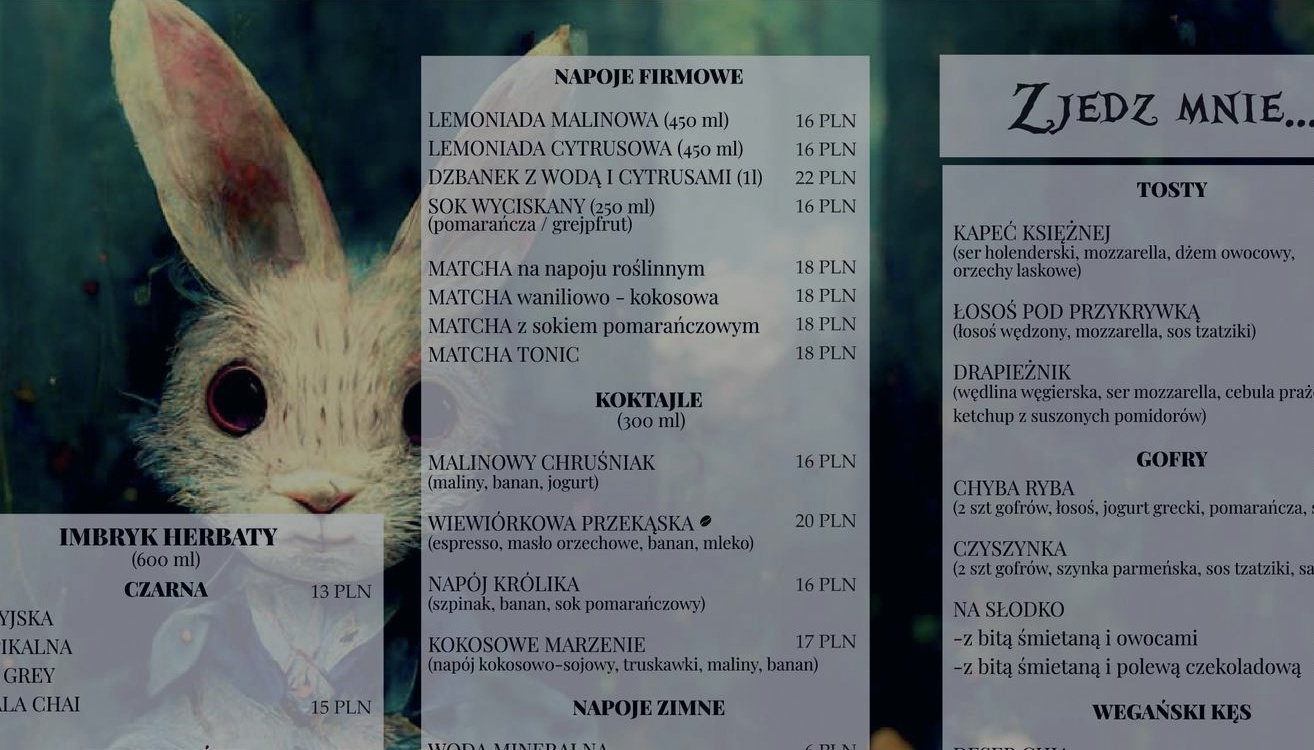 IMBRYK HERBATY
(600 ml)
CZARNA 13 PLN
YJSKA
IKALNA
GREY
LA CHAI 15 PLN
NAPOJE FIRMOWE
LEMONIADA MALINOWA (450 ml) 16 PLN
LEMONIADA CYTRUSOWA (450 ml) 16 PLN
DZBANEK Z WODĄ I CYTRUSAMI (1l) 22 PLN
SOK WYCISKANY (250 ml) 16 PLN
(pomarańcza / grejpfrut)
MATCHA na napoju roślinnym 18 PLN
MATCHA waniliowo - kokosowa 18 PLN
MATCHA z sokiem pomarańczowym 18 PLN
MATCHA TONIC 18 PLN
KOKTAJLE
(300 ml)
MALINOWY CHRUŚNIAK 16 PLN
(maliny, banan, jogurt)
WIEWIÓRKOWA PRZEKĄSKA 20 PLN
(espresso, masło orzechowe, banan, mleko)
NAPÓJ KRÓLIKA 16 PLN
(szpinak, banan, sok pomarańczowy)
KOKOSOWE MARZENIE 17 PLN
(napój kokosowo-sojowy, truskawki, maliny, banan)
NAPOJE ZIMNE
WODA MINERALNA 6 PLN
ZJEDZ MNIE...
TOSTY
KAPEĆ KSIĘŻNEJ
(ser holenderski, mozzarella, dżem owocowy,
orzechy laskowe)
ŁOSOŚ POD PRZYKRYWKĄ
(łosoś wędzony, mozzarella, sos tzatziki)
DRAPIEŻNIK
(wędlina węgierska, ser mozzarella, cebula praż
ketchup z suszonych pomidorów)
GOFRY
CHYBA RYBA
(2 szt gofrów, łosoś, jogurt grecki, pomarańcza,
CZYSZYNKA
(2 szt gofrów, szynka parmeńska, sos tzatziki, sa
NA SŁODKO
-z bitą śmietaną i owocami
-z bitą śmietaną i polewą czekoladową
WEGAŃSKI KĘS
DESER CHIA